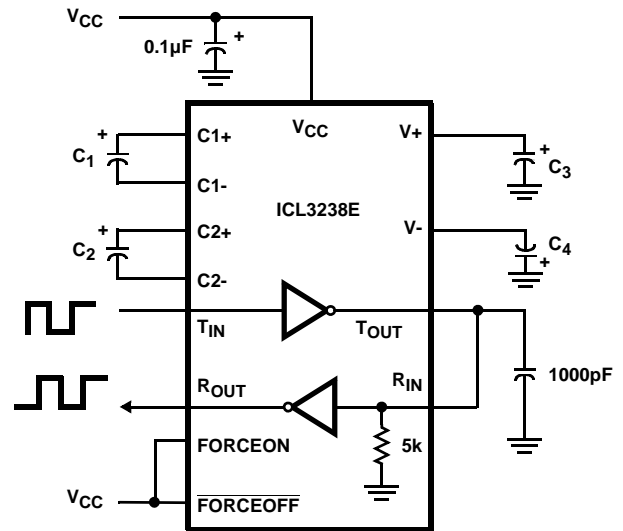 VCC
0.1µF +
VCC
V+
+ C1+
C1
C1-
+ C3
ICL3238E
+ C2+
C2
C2-
V-
C4
+
TIN
TOUT
ROUT
RIN
1000pF
5k
FORCEON
VCC
FORCEOFF